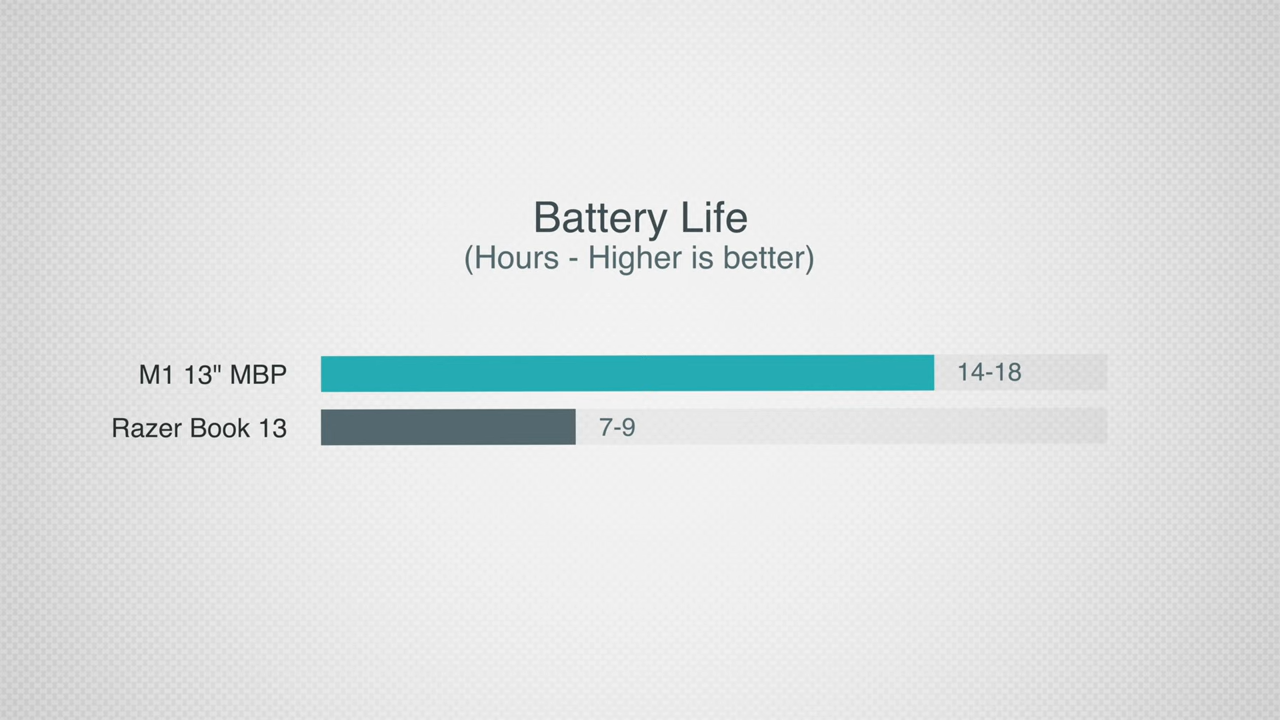 Battery Life
(Hours - Higher is better)
M1 13" MBP 14-18
Razer Book 13 7-9